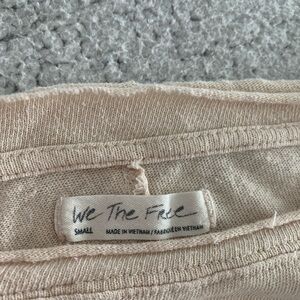 We The Free
SMALL
MADE IN VIETNAM / FABRIQUÉ EN VIETNAM